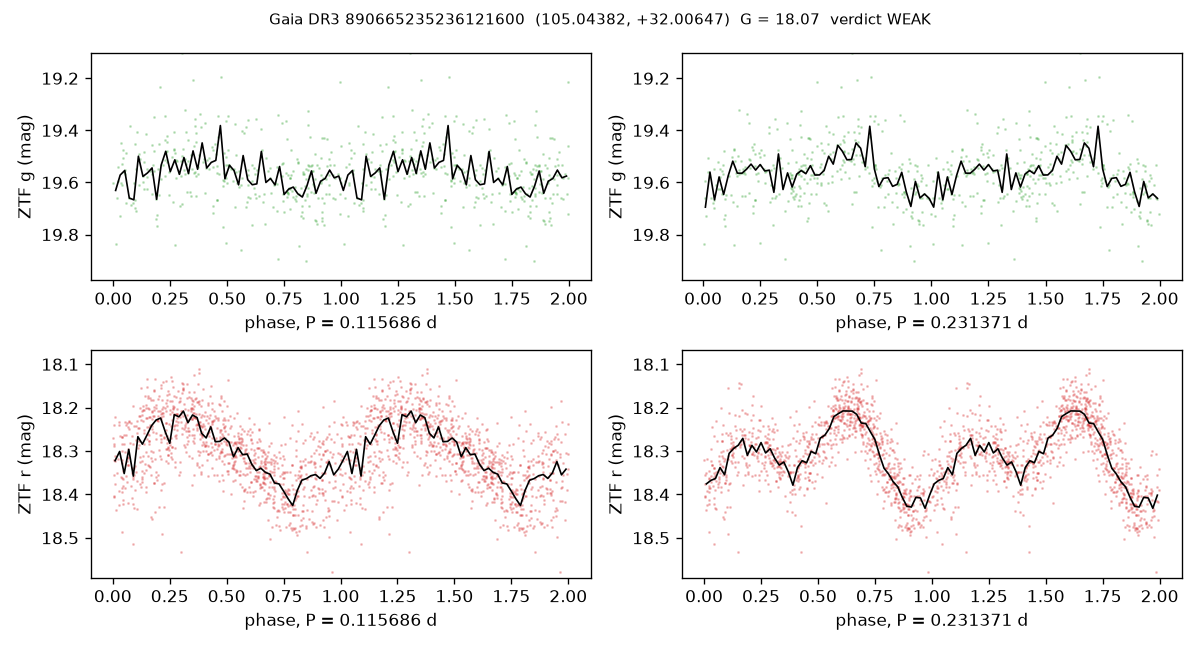 Gaia DR3 890665235236121600 (105.04382, +32.00647) G = 18.07 verdict WEAK
ZTF g (mag)
19.2
19.4
19.6
19.8
0.00 0.25 0.50 0.75 1.00 1.25 1.50 1.75 2.00
phase, P = 0.115686 d
ZTF g (mag)
19.2
19.4
19.6
19.8
0.00 0.25 0.50 0.75 1.00 1.25 1.50 1.75 2.00
phase, P = 0.231371 d
ZTF r (mag)
18.1
18.2
18.3
18.4
18.5
0.00 0.25 0.50 0.75 1.00 1.25 1.50 1.75 2.00
phase, P = 0.115686 d
ZTF r (mag)
18.1
18.2
18.3
18.4
18.5
0.00 0.25 0.50 0.75 1.00 1.25 1.50 1.75 2.00
phase, P = 0.231371 d